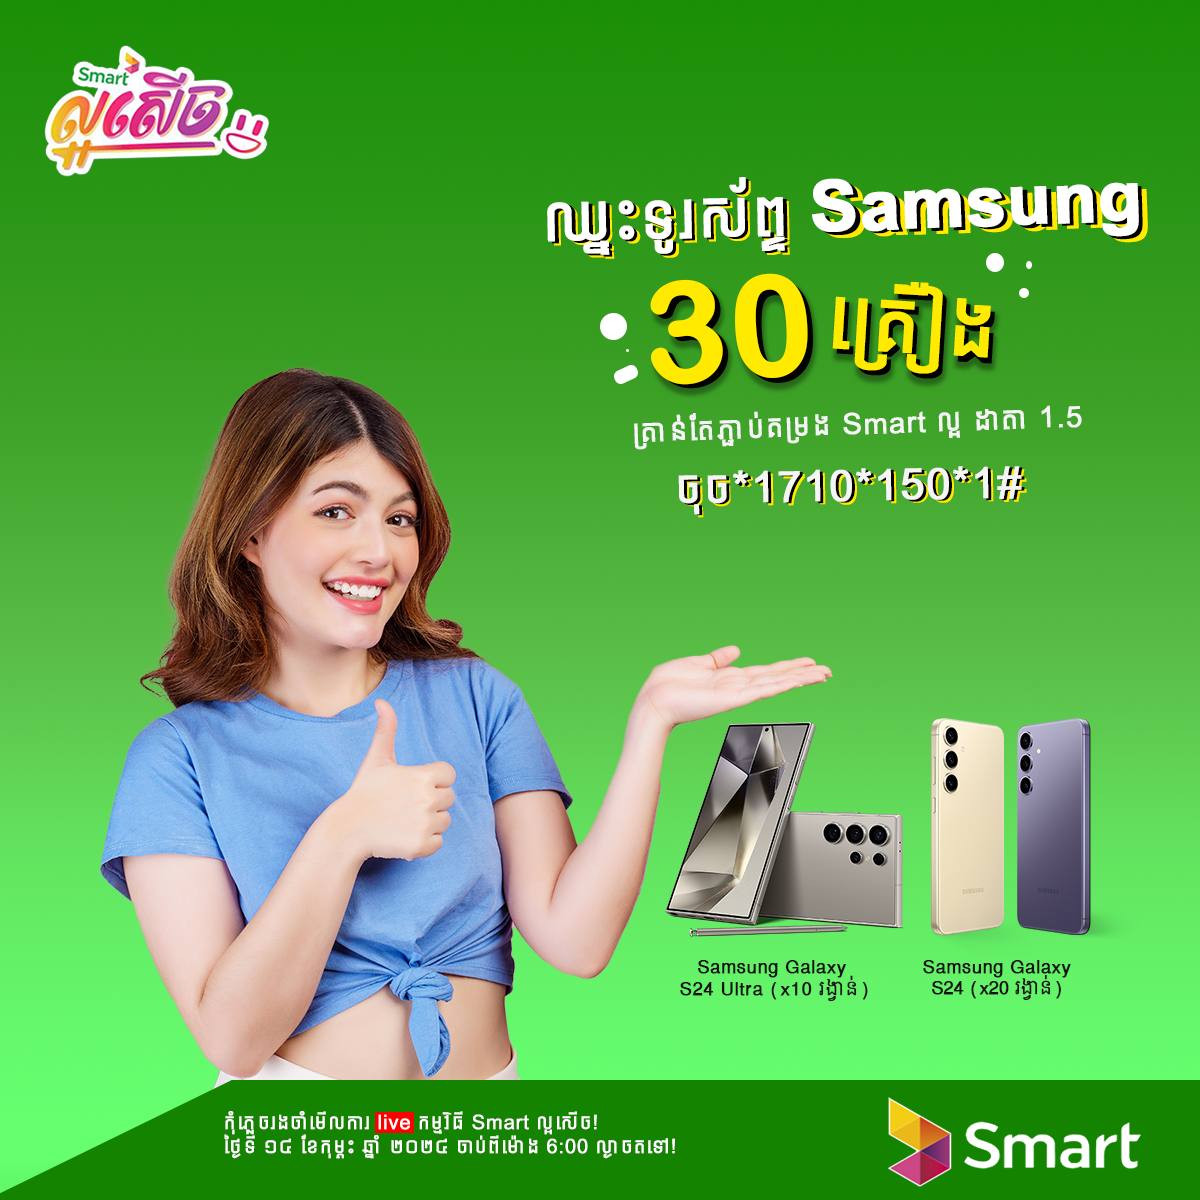 Smart
ល្អសើច
ឈ្នះទូរស័ព្ទ Samsung
30 គ្រឿង
គ្រាន់តែភ្ជាប់គម្រោង Smart ល្អ ដាតា 1.5
ចុច*1710*150*1#
SAMSUNG
SAMSUNG
Samsung Galaxy
S24 Ultra (x10 រង្វាន់)
Samsung Galaxy
S24 (x20 រង្វាន់)
កុំភ្លេចរង់ចាំមើលការ live កម្មវិធី Smart ល្អសើច!
ថ្ងៃទី ១៤ ខែកុម្ភះ ឆ្នាំ ២០២៤ ចាប់ពីម៉ោង 6:00 ល្ងាចតទៅ!
Smart